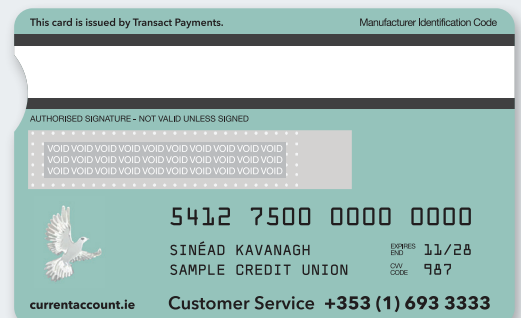 This card is issued by Transact Payments. Manufacturer Identification Code
AUTHORISED SIGNATURE - NOT VALID UNLESS SIGNED
VOID VOID VOID VOID VOID VOID VOID VOID VOID VOID
VOID VOID VOID VOID VOID VOID VOID VOID VOID VOID
VOID VOID VOID VOID VOID VOID VOID VOID VOID VOID
5412 7500 0000 0000
SINÉAD KAVANAGH EXPIRES END 11/28
SAMPLE CREDIT UNION CVV CODE 987
currentaccount.ie Customer Service +353 (1) 693 3333